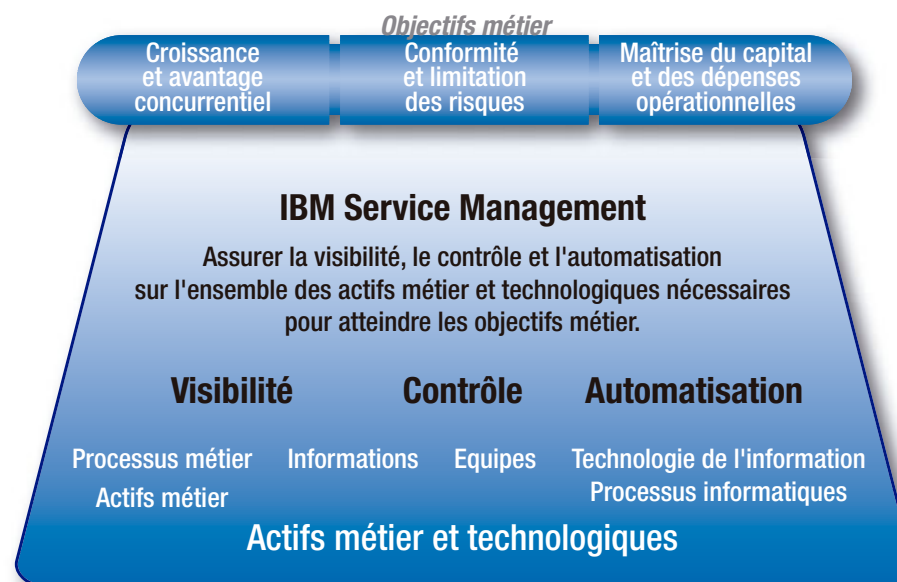 Objectifs métier
Croissance
et avantage
concurrentiel
Conformité
et limitation
des risques
Maîtrise du capital
et des dépenses
opérationnelles
IBM Service Management
Assurer la visibilité, le contrôle et l'automatisation
sur l'ensemble des actifs métier et technologiques nécessaires
pour atteindre les objectifs métier.
Visibilité Contrôle Automatisation
Processus métier Informations Equipes Technologie de l'information
Actifs métier Processus informatiques
Actifs métier et technologiques